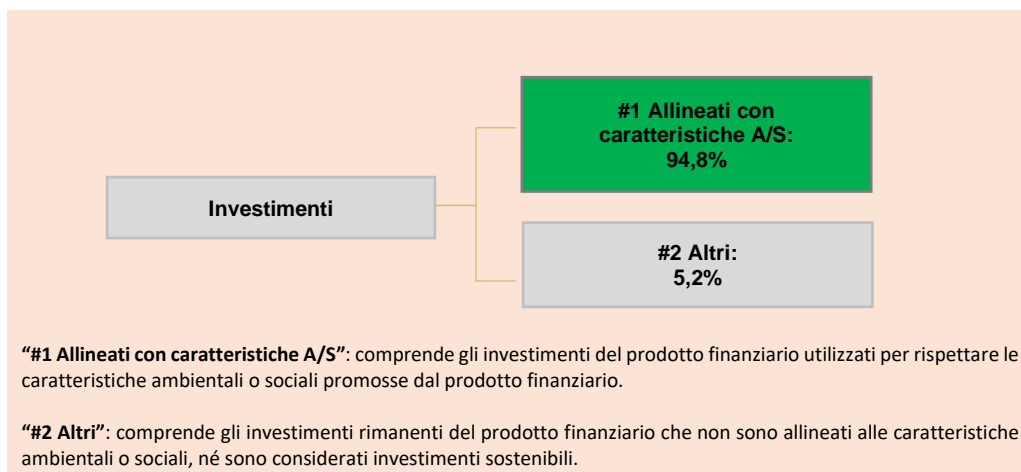 #1 Allineati con
caratteristiche A/S:
94,8%
Investimenti
#2 Altri:
5,2%
“#1 Allineati con caratteristiche A/S”: comprende gli investimenti del prodotto finanziario utilizzati per rispettare le
caratteristiche ambientali o sociali promosse dal prodotto finanziario.
“#2 Altri”: comprende gli investimenti rimanenti del prodotto finanziario che non sono allineati alle caratteristiche
ambientali o sociali, né sono considerati investimenti sostenibili.